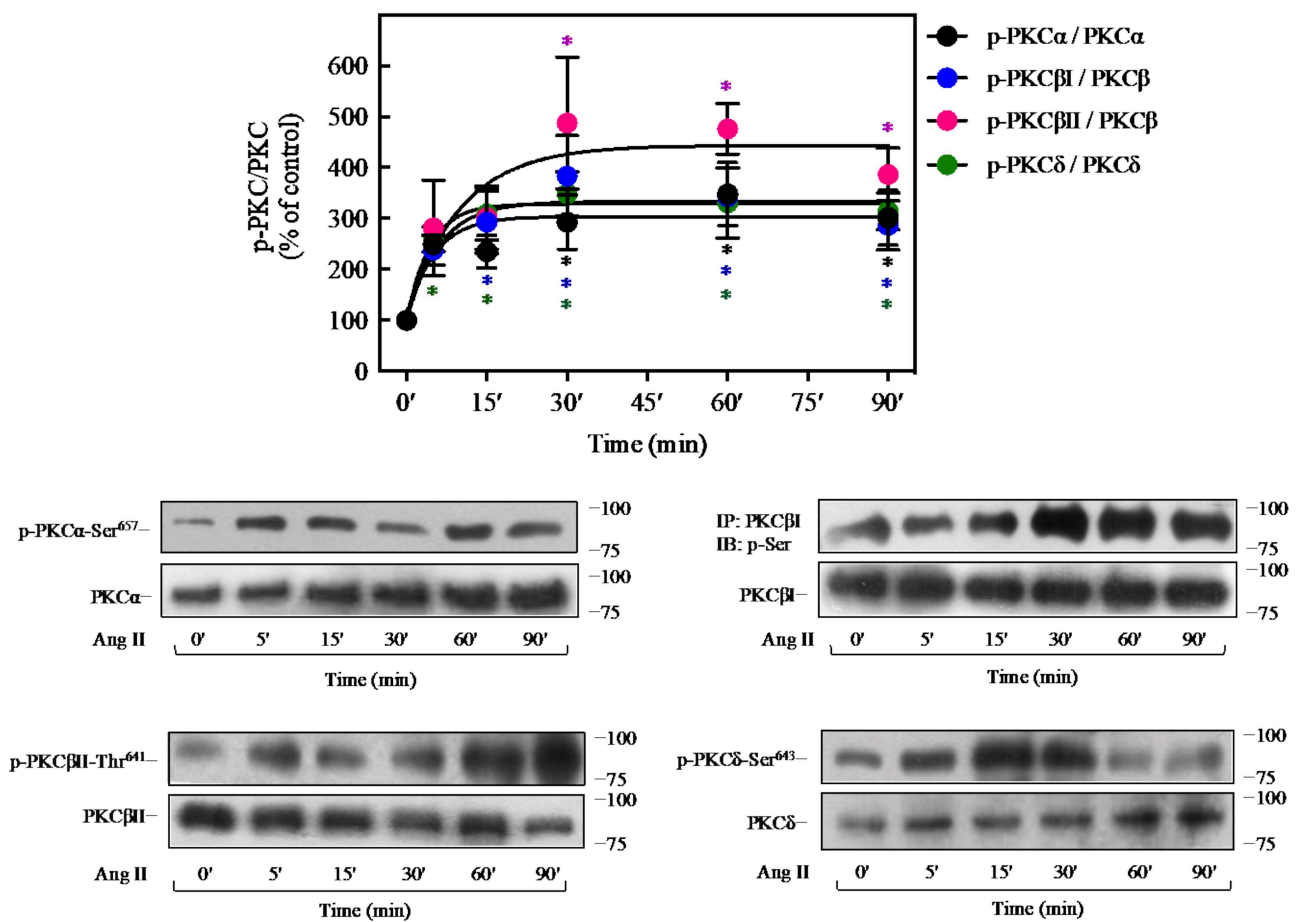 p-PKC/PKC
(% of control)
600
500
400
300
200
100
0
0′ 15′ 30′ 45′ 60′ 75′ 90′
Time (min)
p-PKCα / PKCα
p-PKCβI / PKCβ
p-PKCβII / PKCβ
p-PKCδ / PKCδ
*
*
*
* * * *
* * * *
* * * * *
p-PKCα-Ser⁶⁵⁷–
–100
–75
PKCα–
–100
–75
Ang II 0′ 5′ 15′ 30′ 60′ 90′
Time (min)
IP: PKCβI
IB: p-Ser
–100
–75
PKCβI–
–100
–75
Ang II 0′ 5′ 15′ 30′ 60′ 90′
Time (min)
p-PKCβII-Thr⁶⁴¹–
–100
–75
PKCβII–
–100
–75
Ang II 0′ 5′ 15′ 30′ 60′ 90′
Time (min)
p-PKCδ-Ser⁶⁴³–
–100
–75
PKCδ–
–100
–75
Ang II 0′ 5′ 15′ 30′ 60′ 90′
Time (min)